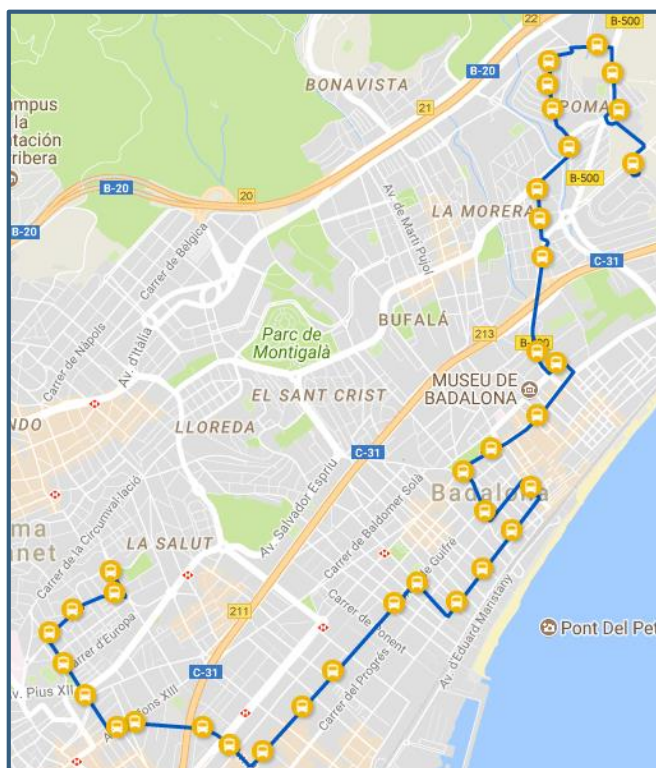 B-500
22
B-20
BONAVISTA
21
POMA
ampus
la
tación
ribera
B-20
20
B-500
Av. de Martí Pujol
LA MORERA
B-20
Carrer de Bèlgica
C-31
213
BUFALÀ
Parc de
Montigalà
Carrer de Nàpols
Av. d'Itàlia
MUSEU DE
BADALONA
EL SANT CRIST
NDO
LLOREDA
C-31
Av. Salvador Espriu
Carrer de Baldomer Solà
Badalona
Carrer de la Circumval·lació
ma
anet
LA SALUT
de Guifré
211
Carrer d'Europa
Carrer de Ponent
Av. d'Eduard Maristany
Pont Del Pet
C-31
Carrer del Progrés
v. Pius XII
ons XIII